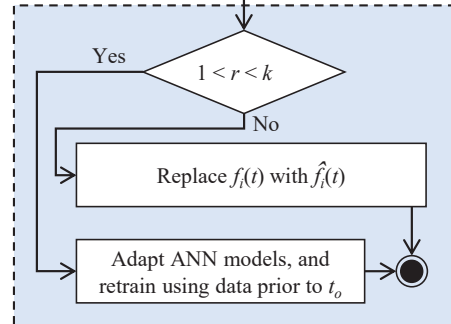 1 < r < k
Yes
No
Replace fᵢ(t) with f̂ᵢ(t)
Adapt ANN models, and
retrain using data prior to tₒ